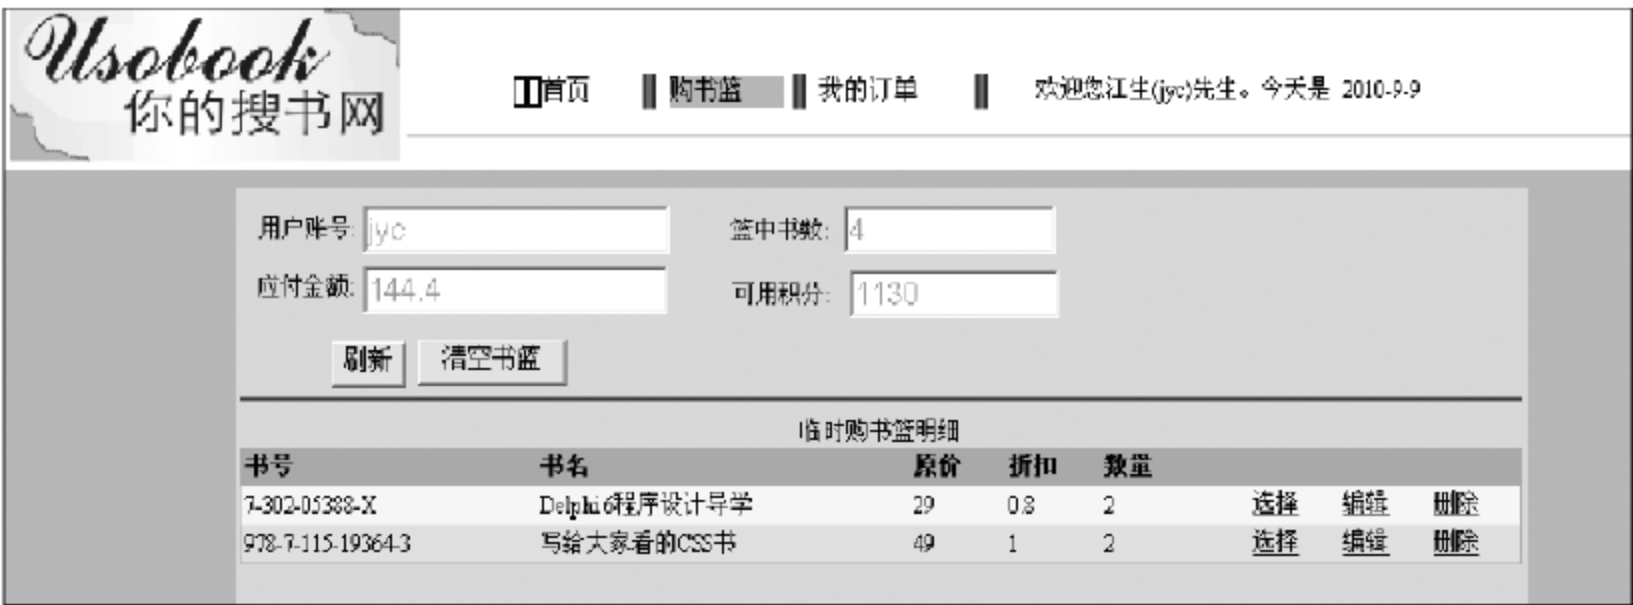 Usobook
你的搜书网
首页 购书篮 我的订单 欢迎您江生(jyc)先生。今天是 2010-9-9
用户账号: jyc 篮中书数: 4
应付金额: 144.4 可用积分: 1130
刷新 清空书篮
临时购书篮明细
书号 书名 原价 折扣 数量
7-302-05388-X Delphi6程序设计导学 29 0.8 2 选择 编辑 删除
978-7-115-19364-3 写给大家看的CSS书 49 1 2 选择 编辑 删除